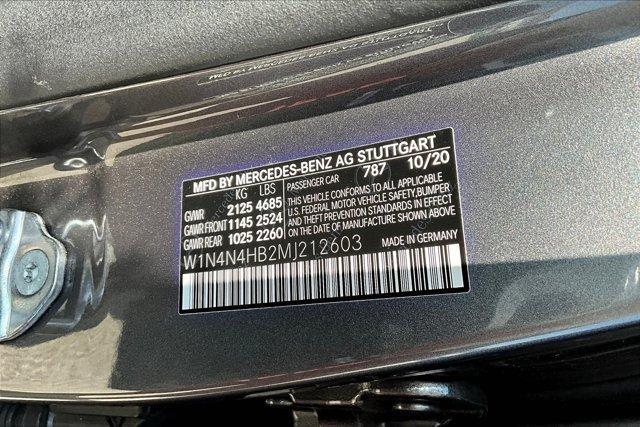 MFD BY MERCEDES-BENZ AG STUTTGART
787 10/20
KG LBS
GVWR 2125 4685
GAWR FRONT 1145 2524
GAWR REAR 1025 2260
PASSENGER CAR
THIS VEHICLE CONFORMS TO ALL APPLICABLE
U.S. FEDERAL MOTOR VEHICLE SAFETY, BUMPER
AND THEFT PREVENTION STANDARDS IN
EFFECT ON THE DATE OF
MANUFACTURE SHOWN ABOVE.
W1N4N4HB2MJ212603
MADE IN GERMANY